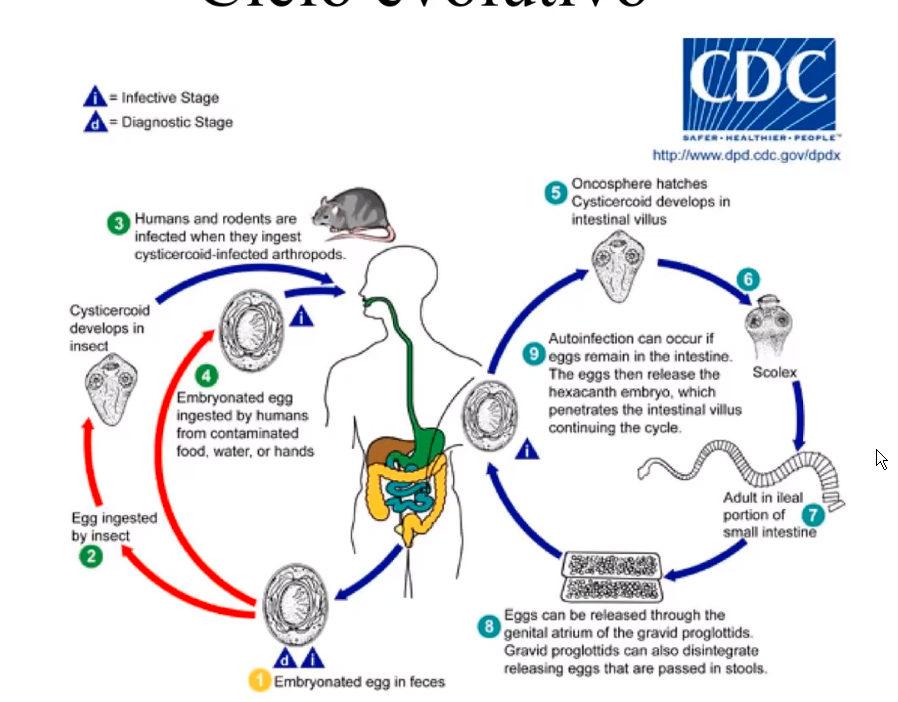 Ciclo evolutivo
i = Infective Stage
d = Diagnostic Stage
CDC
SAFER•HEALTHIER•PEOPLE™
http://www.dpd.cdc.gov/dpdx
3 Humans and rodents are
infected when they ingest
cysticercoid-infected arthropods.
5 Oncosphere hatches
Cysticercoid develops in
intestinal villus
6
Scolex
Cysticercoid
develops in
insect
i
4
Embryonated egg
ingested by humans
from contaminated
food, water, or hands
9 Autoinfection can occur if
eggs remain in the intestine.
The eggs then release the
hexacanth embryo, which
penetrates the intestinal villus
continuing the cycle.
i
Egg ingested
by insect
2
Adult in ileal
portion of 7
small intestine
8 Eggs can be released through the
genital atrium of the gravid proglottids.
Gravid proglottids can also disintegrate
releasing eggs that are passed in stools.
d i
1 Embryonated egg in feces